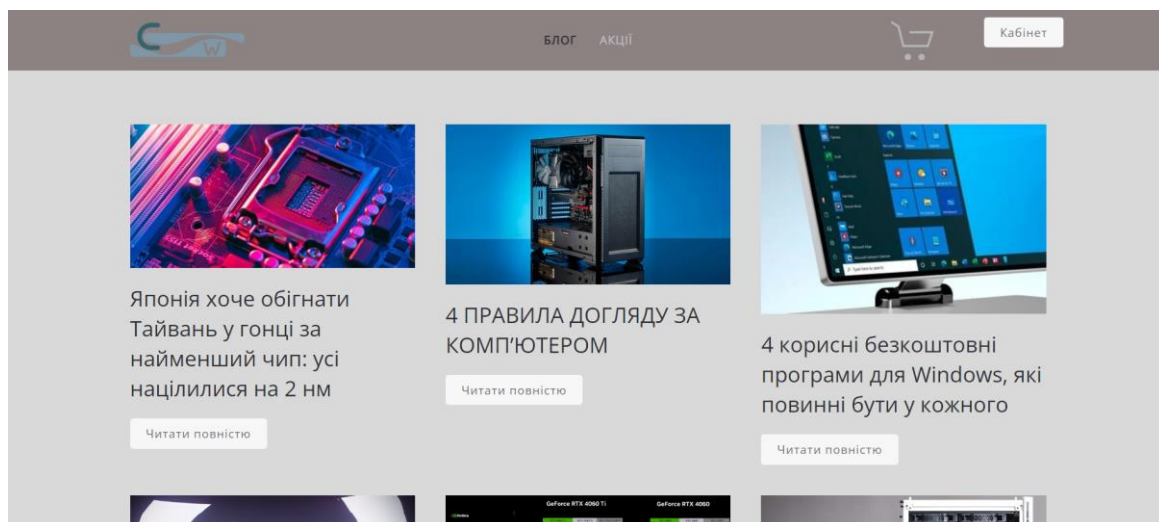 C
W
БЛОГ АКЦІЇ
Кабінет
Японія хоче обігнати
Тайвань у гонці за
найменший чип: усі
націлилися на 2 нм
Читати повністю
4 ПРАВИЛА ДОГЛЯДУ ЗА
КОМП’ЮТЕРОМ
Читати повністю
4 корисні безкоштовні
програми для Windows, які
повинні бути у кожного
Читати повністю
GeForce RTX 4060 Ti GeForce RTX 4060